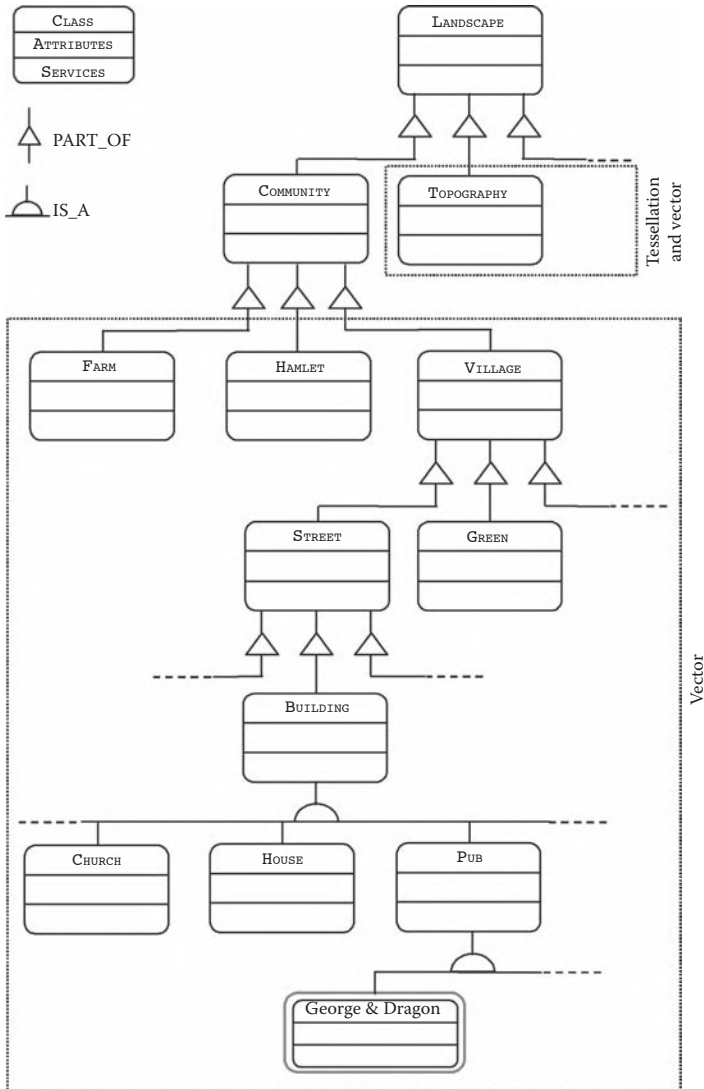 CLASS
ATTRIBUTES
SERVICES
PART_OF
IS_A
LANDSCAPE
COMMUNITY
TOPOGRAPHY
Tessellation
and vector
FARM
HAMLET
VILLAGE
STREET
GREEN
BUILDING
Vector
CHURCH
HOUSE
PUB
George & Dragon